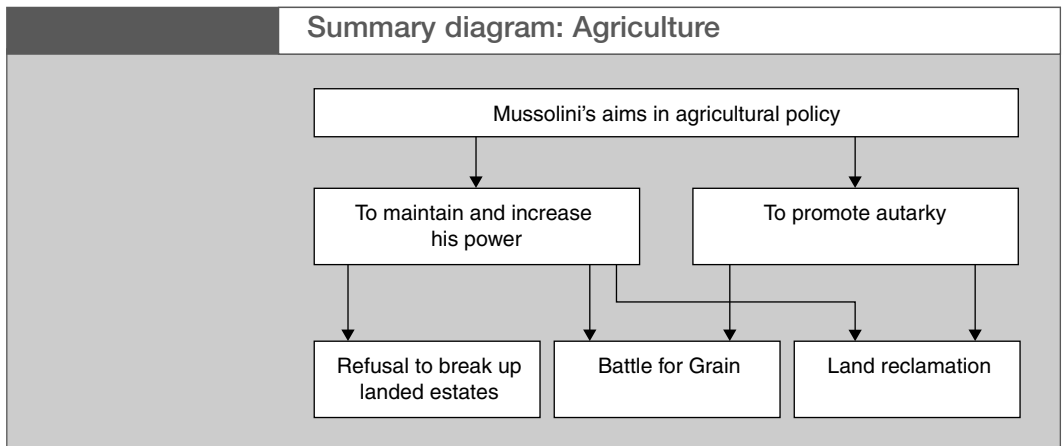 Summary diagram: Agriculture
Mussolini's aims in agricultural policy
To maintain and increase
his power
To promote autarky
Refusal to break up
landed estates
Battle for Grain
Land reclamation